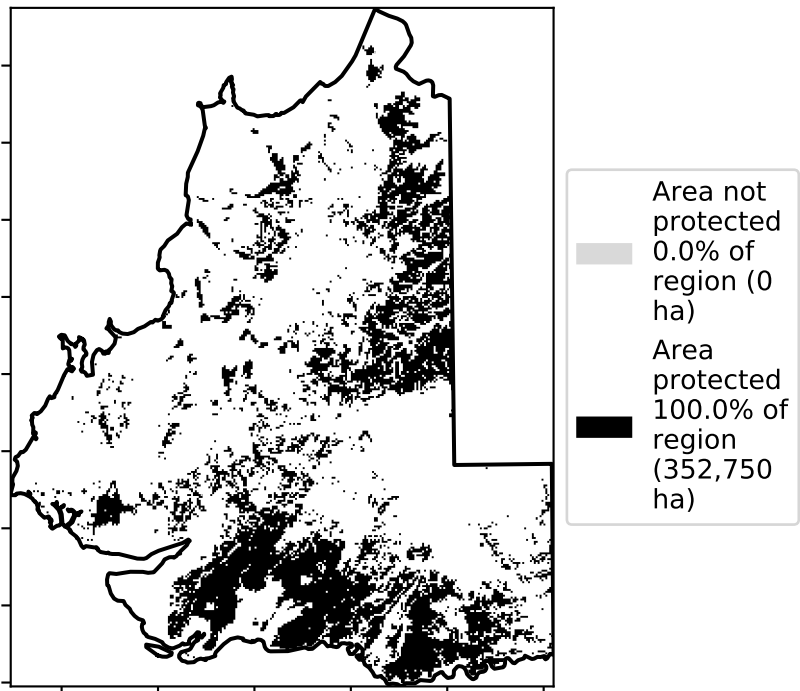 Area not
protected
0.0% of
region (0
ha)
Area
protected
100.0% of
region
(352,750
ha)